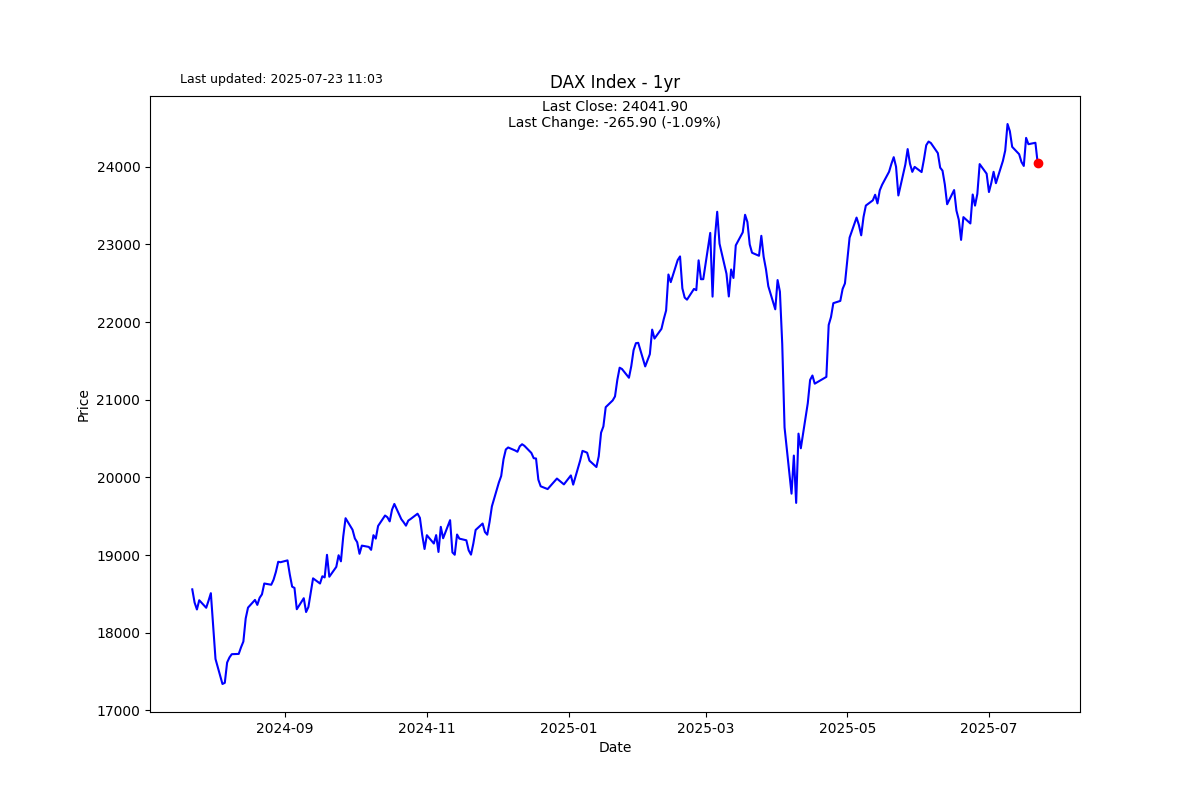 Last updated: 2025-07-23 11:03
DAX Index - 1yr
Last Close: 24041.90
Last Change: -265.90 (-1.09%)
24000
23000
22000
21000
20000
19000
18000
17000
Price
2024-09
2024-11
2025-01
2025-03
2025-05
2025-07
Date